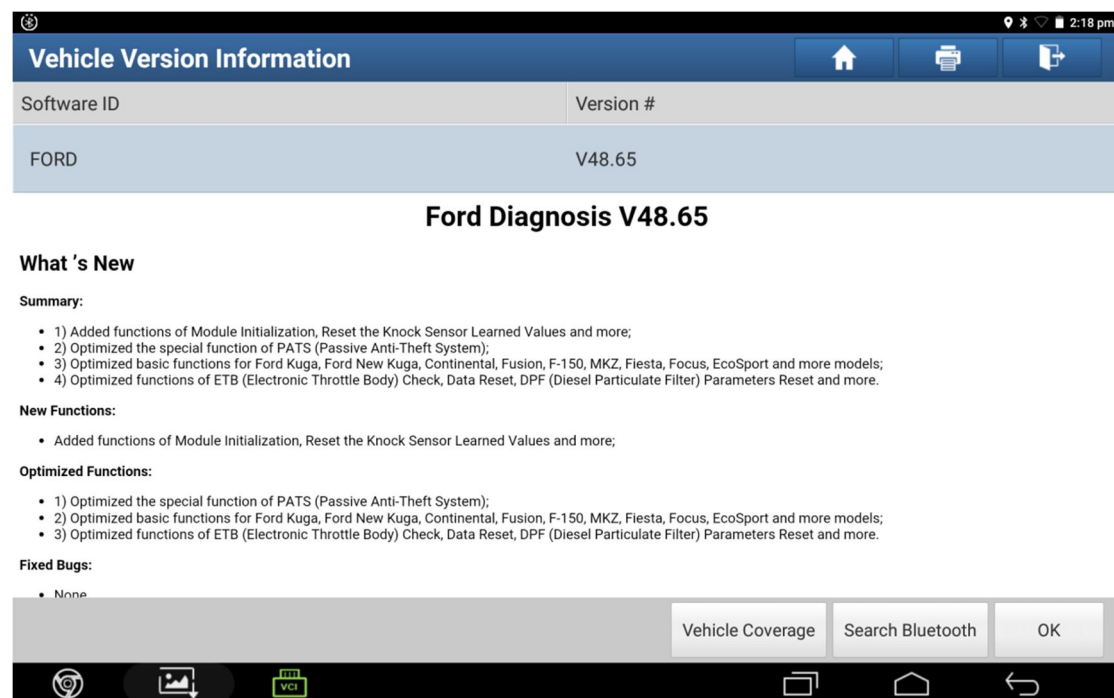 2:18 pm
Vehicle Version Information
Software ID Version #
FORD V48.65
Ford Diagnosis V48.65
What 's New
Summary:
• 1) Added functions of Module Initialization, Reset the Knock Sensor Learned Values and more;
• 2) Optimized the special function of PATS (Passive Anti-Theft System);
• 3) Optimized basic functions for Ford Kuga, Ford New Kuga, Continental, Fusion, F-150, MKZ, Fiesta, Focus, EcoSport and more models;
• 4) Optimized functions of ETB (Electronic Throttle Body) Check, Data Reset, DPF (Diesel Particulate Filter) Parameters Reset and more.
New Functions:
• Added functions of Module Initialization, Reset the Knock Sensor Learned Values and more;
Optimized Functions:
• 1) Optimized the special function of PATS (Passive Anti-Theft System);
• 2) Optimized basic functions for Ford Kuga, Ford New Kuga, Continental, Fusion, F-150, MKZ, Fiesta, Focus, EcoSport and more models;
• 3) Optimized functions of ETB (Electronic Throttle Body) Check, Data Reset, DPF (Diesel Particulate Filter) Parameters Reset and more.
Fixed Bugs:
• None
Vehicle Coverage Search Bluetooth OK
VCI